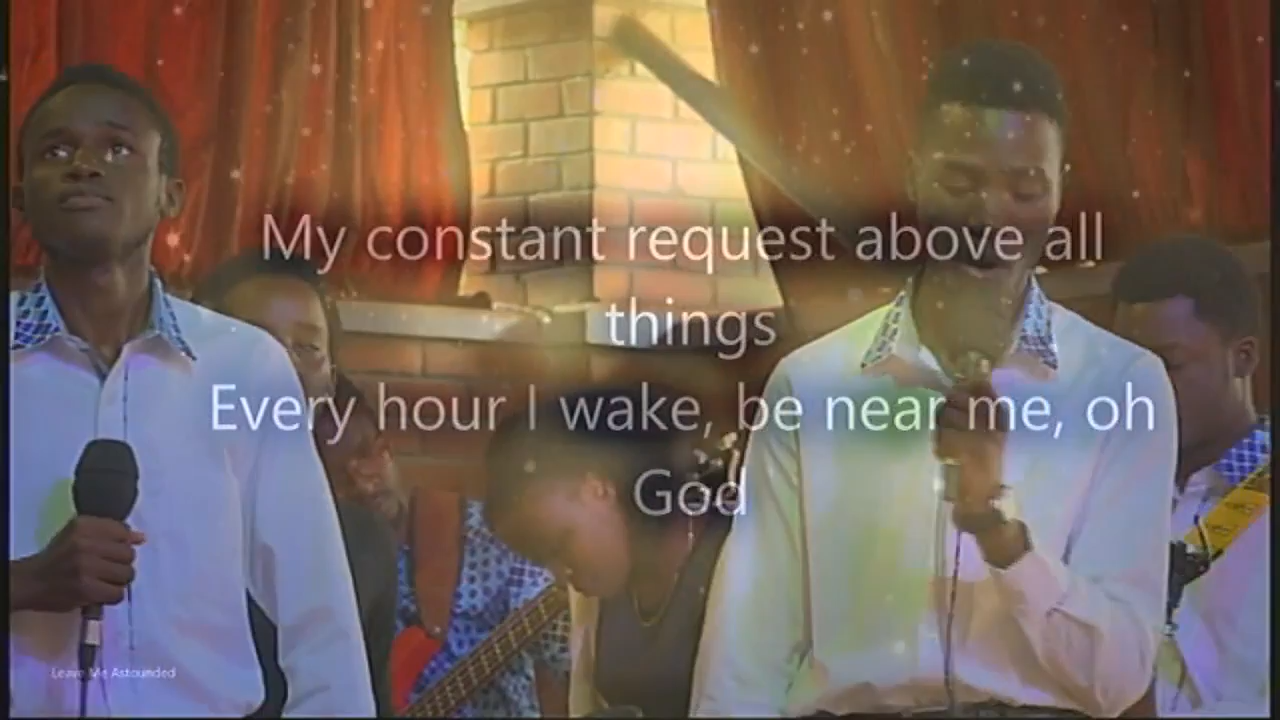 My constant request above all
things
Every hour I wake, be near me, oh
God
Leave Me Astounded